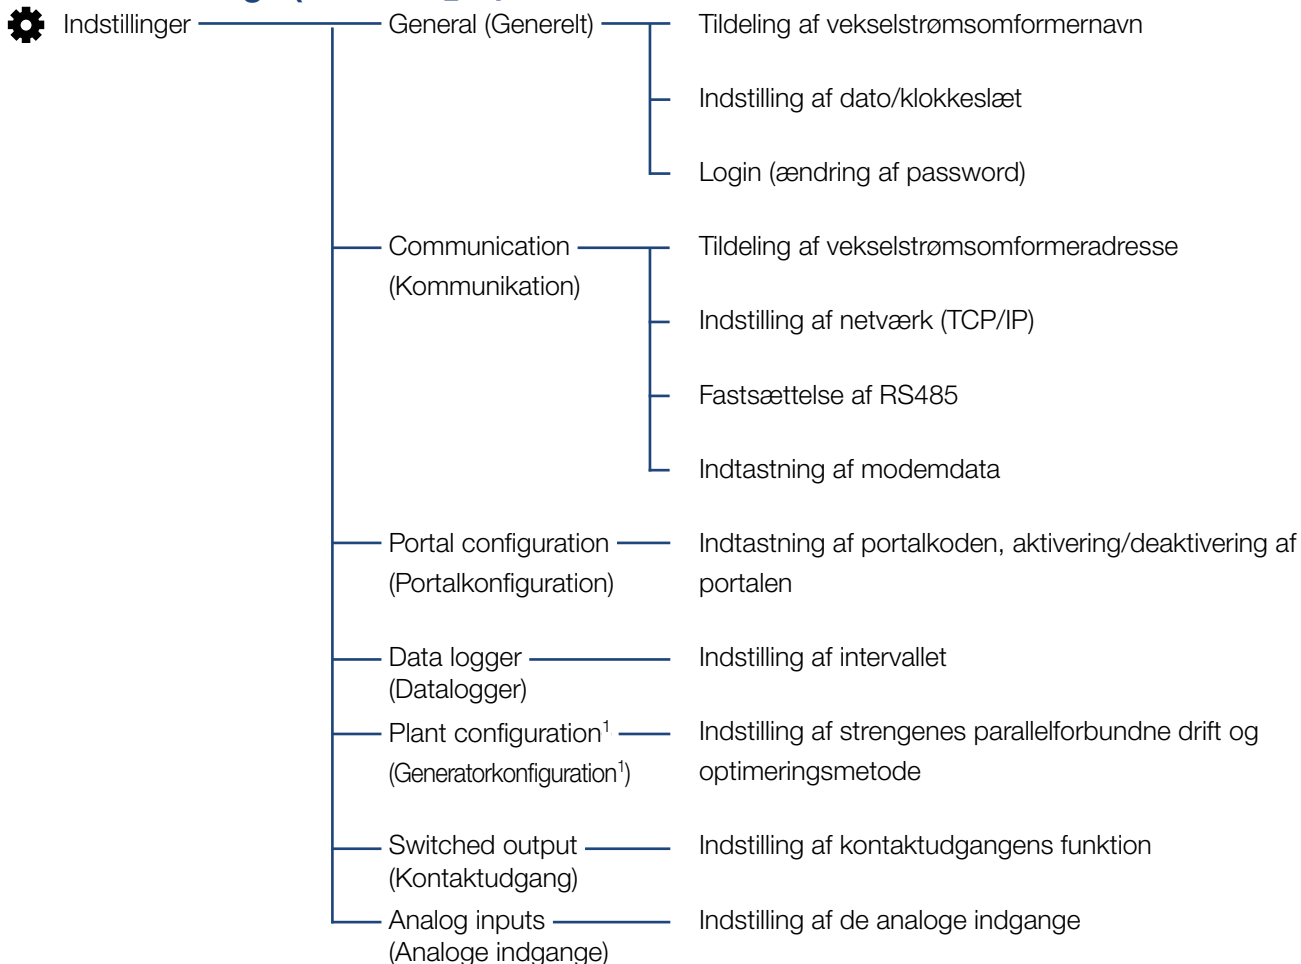 Indstillinger
General (Generelt)
Tildeling af vekselstrømsomformernavn
Indstilling af dato/klokkeslæt
Login (ændring af password)
Communication
(Kommunikation)
Tildeling af vekselstrømsomformeradresse
Indstilling af netværk (TCP/IP)
Fastsættelse af RS485
Indtastning af modemdata
Portal configuration
(Portalkonfiguration)
Indtastning af portalkoden, aktivering/deaktivering af
portalen
Data logger
(Datalogger)
Indstilling af intervallet
Plant configuration¹
(Generatorkonfiguration¹)
Indstilling af strengenes parallelforbundne drift og
optimeringsmetode
Switched output
(Kontaktudgang)
Indstilling af kontaktudgangens funktion
Analog inputs
(Analoge indgange)
Indstilling af de analoge indgange